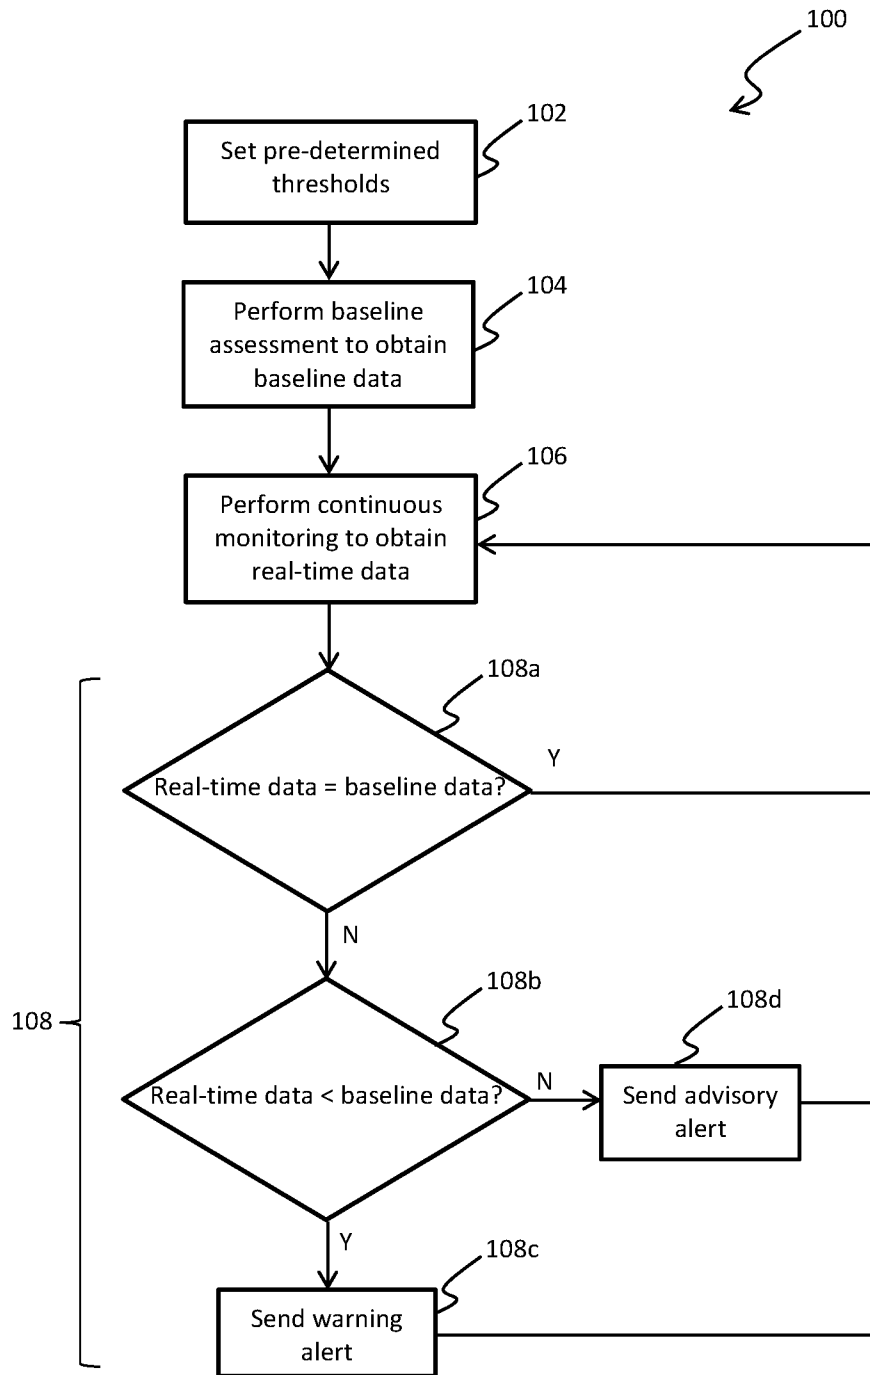 100
102
Set pre-determined
thresholds
104
Perform baseline
assessment to obtain
baseline data
106
Perform continuous
monitoring to obtain
real-time data
108a
Y
Real-time data = baseline data?
N
108b
108d
108
N
Real-time data < baseline data?
Send advisory
alert
Y
108c
Send warning
alert